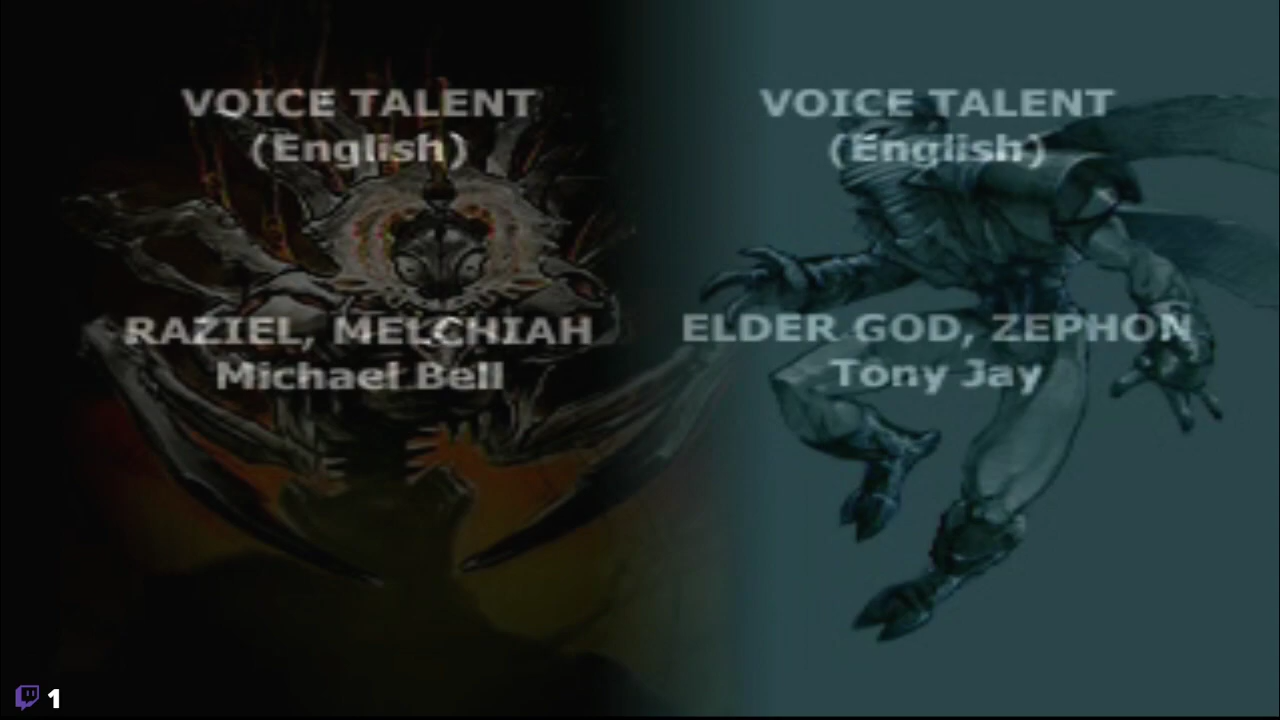 VOICE TALENT
(English)
RAZIEL, MELCHIAH
Michael Bell
VOICE TALENT
(English)
ELDER GOD, ZEPHON
Tony Jay
1